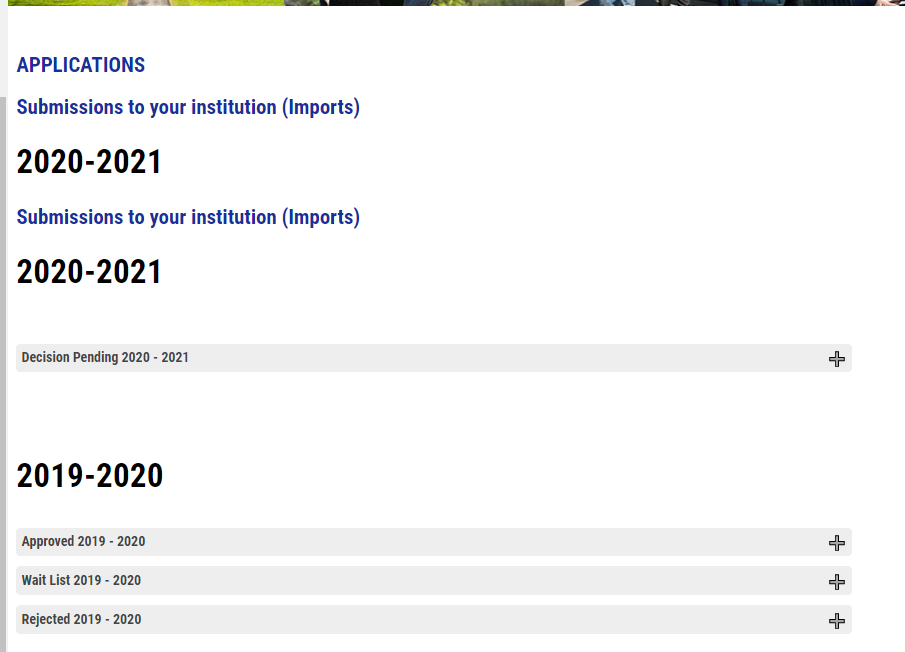 APPLICATIONS
Submissions to your institution (Imports)
2020-2021
Submissions to your institution (Imports)
2020-2021
Decision Pending 2020 - 2021
2019-2020
Approved 2019 - 2020
Wait List 2019 - 2020
Rejected 2019 - 2020